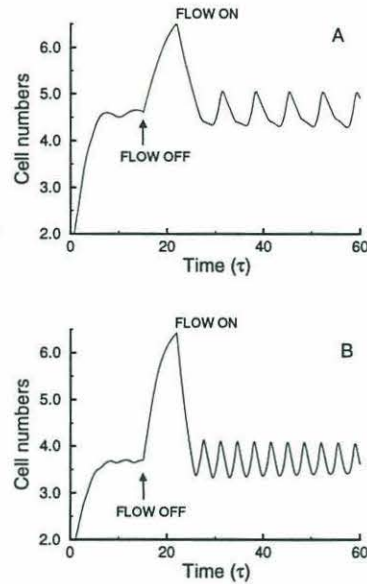 FLOW ON
A
6.0
5.0
4.0
3.0
2.0
Cell numbers
FLOW OFF
0 20 40 60
Time (τ)
FLOW ON
B
6.0
5.0
4.0
3.0
2.0
Cell numbers
FLOW OFF
0 20 40 60
Time (τ)